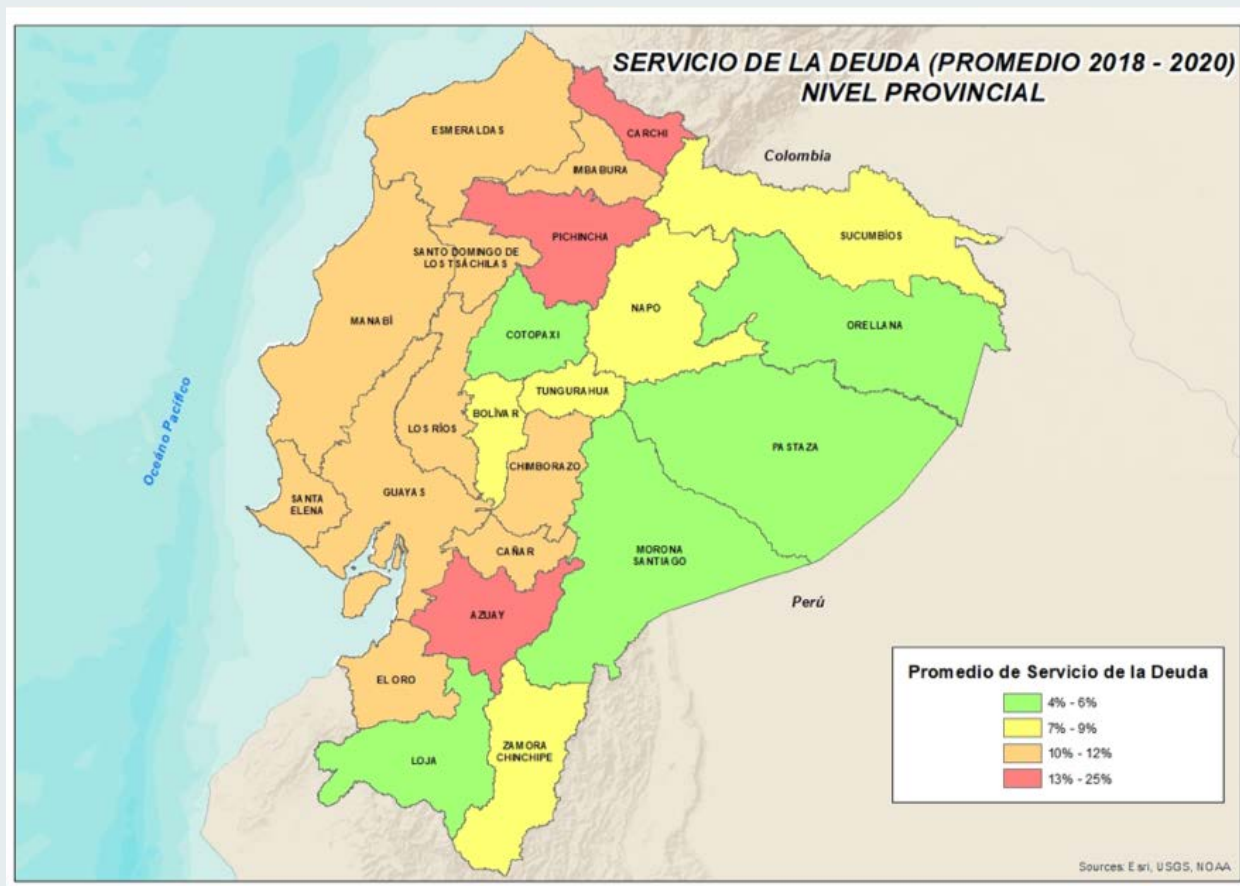 SERVICIO DE LA DEUDA (PROMEDIO 2018 - 2020)
NIVEL PROVINCIAL
ESMERALDAS
CARCHI
IMBABURA
Colombia
PICHINCHA
SUCUMBÍOS
SANTO DOMINGO DE
LOS TSÁCHILAS
NAPO
MANABÍ
ORELLANA
COTOPAXI
TUNGURAHUA
BOLÍVAR
LOS RÍOS
PASTAZA
CHIMBORAZO
Oceáno Pacífico
GUAYAS
SANTA
ELENA
CAÑAR
MORONA
SANTIAGO
Perú
AZUAY
EL ORO
ZAMORA
CHINCHIPE
LOJA
Promedio de Servicio de la Deuda
4% - 6%
7% - 9%
10% - 12%
13% - 25%
Sources: Esri, USGS, NOAA